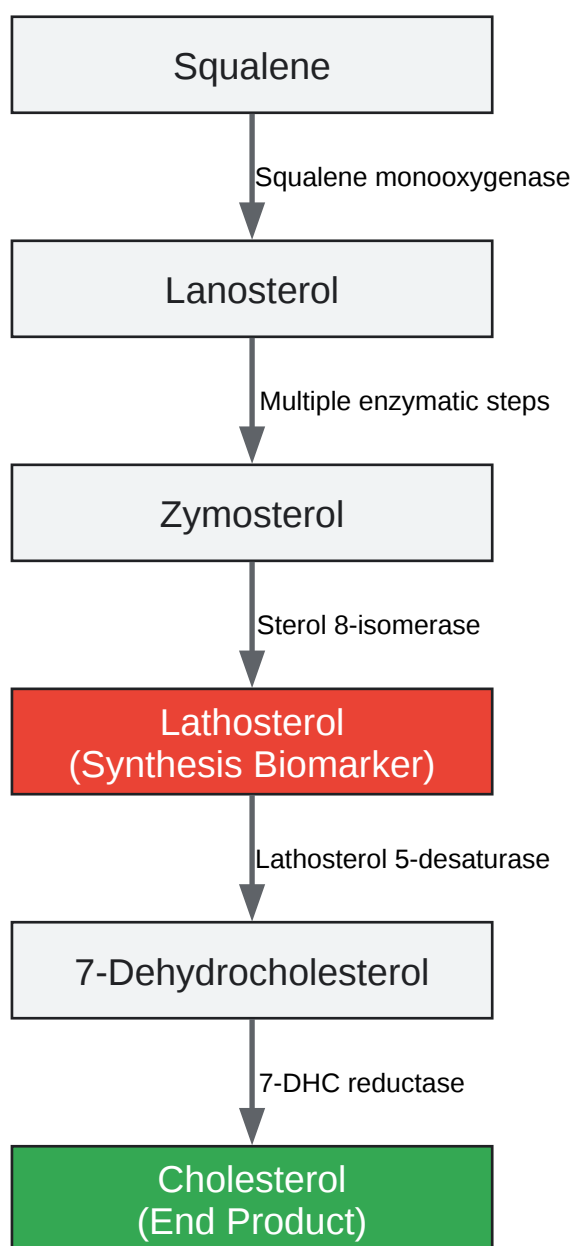 Squalene
Squalene monooxygenase
Lanosterol
Multiple enzymatic steps
Zymosterol
Sterol 8-isomerase
Lathosterol
(Synthesis Biomarker)
Lathosterol 5-desaturase
7-Dehydrocholesterol
7-DHC reductase
Cholesterol
(End Product)